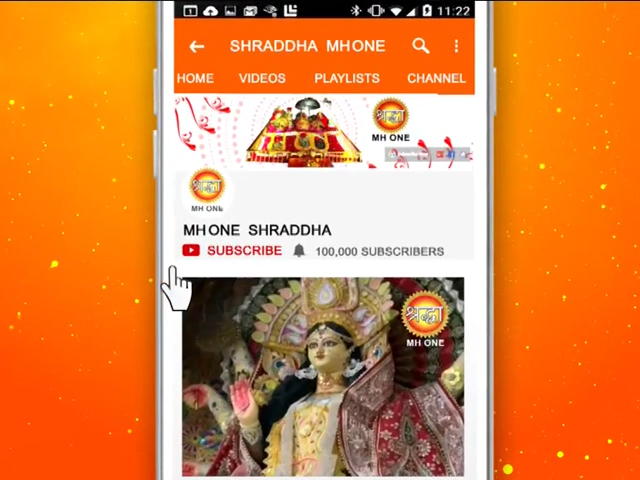 11:22
SHRADDHA MHONE
HOME VIDEOS PLAYLISTS CHANNEL
श्रद्धा
MH ONE
श्रद्धा
MH ONE
MHONE SHRADDHA
SUBSCRIBE 100,000 SUBSCRIBERS
श्रद्धा
MH ONE